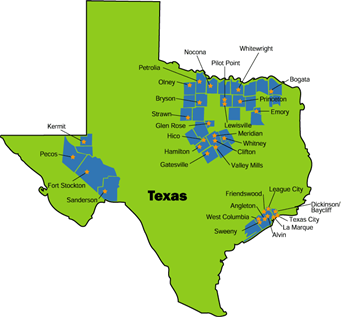 Nocona
Whitewright
Pilot Point
Petrolia
Bogata
Olney
Bryson
Princeton
Strawn
Emory
Lewisville
Glen Rose
Meridian
Hico
Whitney
Clifton
Hamilton
Gatesville
Valley Mills
Kermit
Pecos
Fort Stockton
Sanderson
Texas
League City
Friendswood
Dickinson/
Baycliff
Angleton
West Columbia
Texas City
La Marque
Sweeny
Alvin